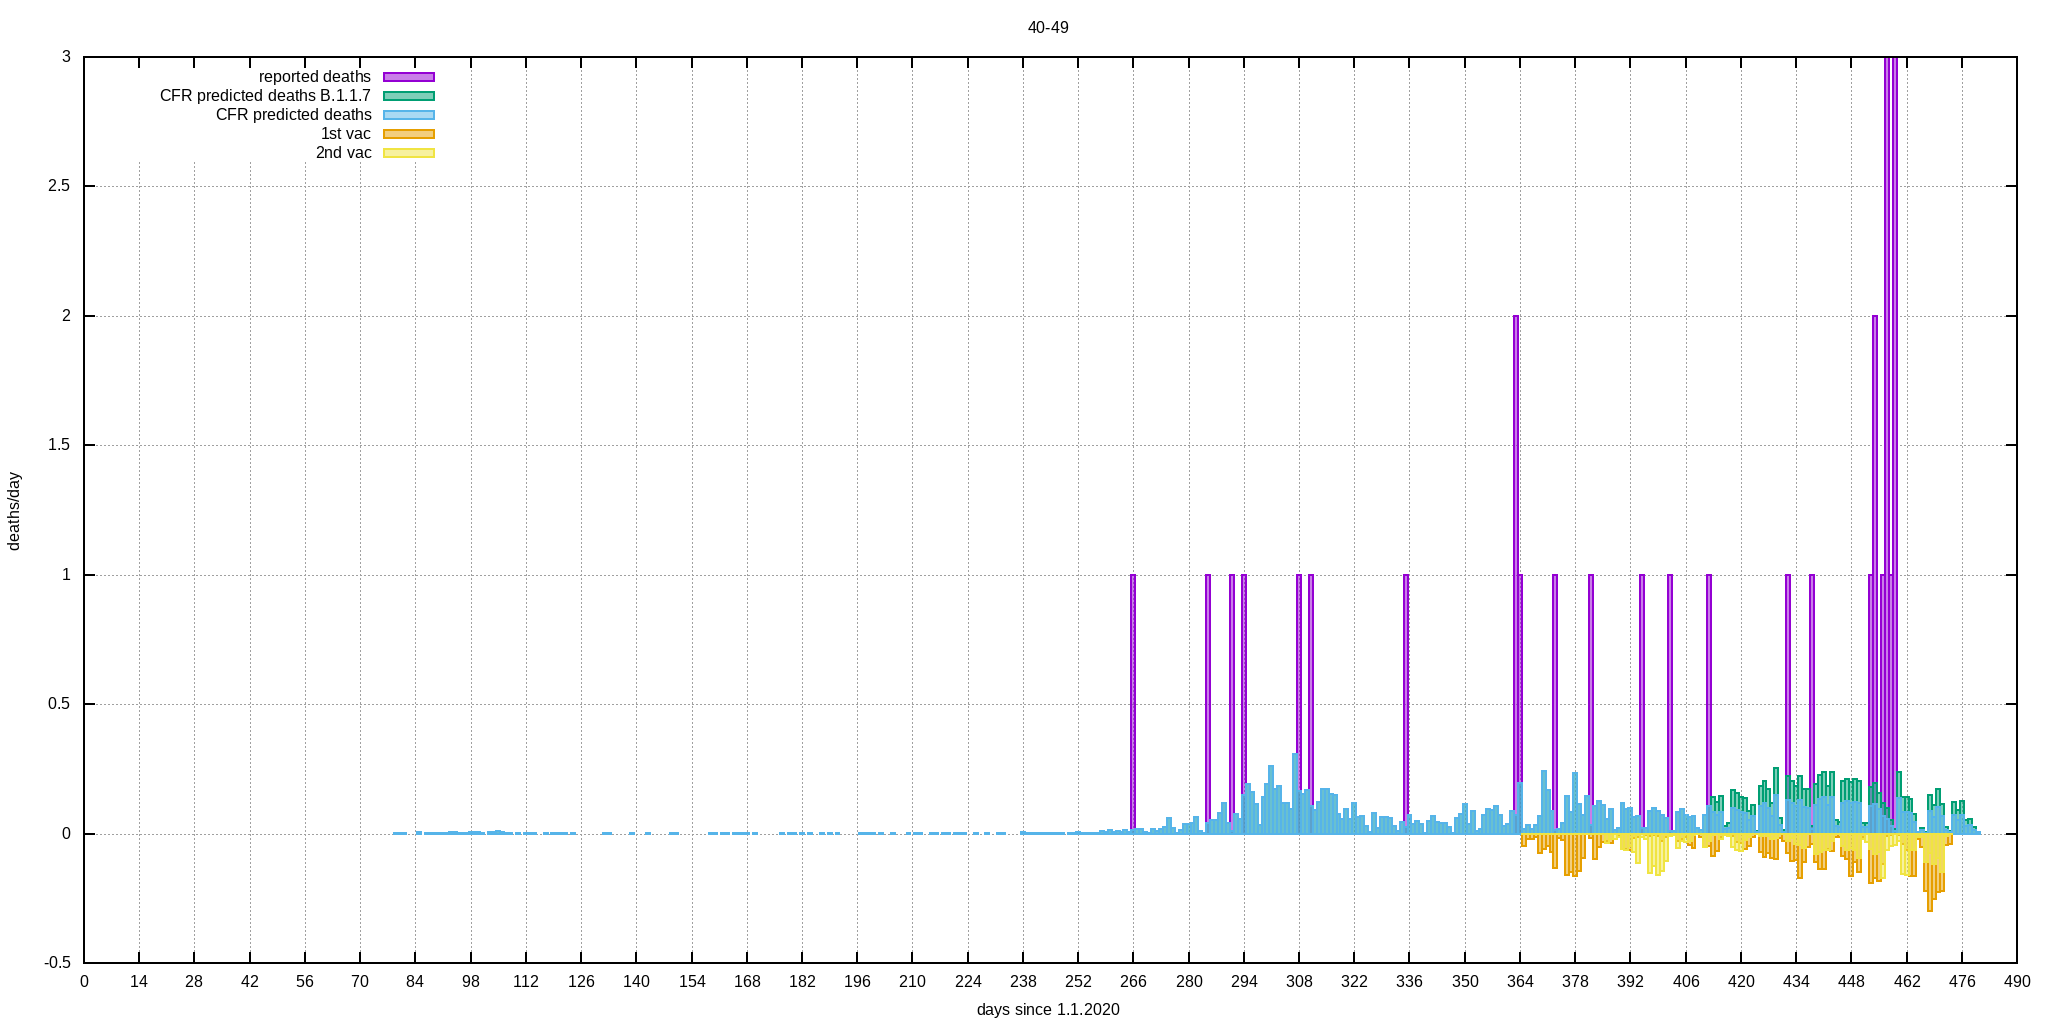 40-49
reported deaths
CFR predicted deaths B.1.1.7
CFR predicted deaths
1st vac
2nd vac
3
2.5
2
1.5
1
0.5
0
-0.5
deaths/day
0 14 28 42 56 70 84 98 112 126 140 154 168 182 196 210 224 238 252 266 280 294 308 322 336 350 364 378 392 406 420 434 448 462 476 490
days since 1.1.2020